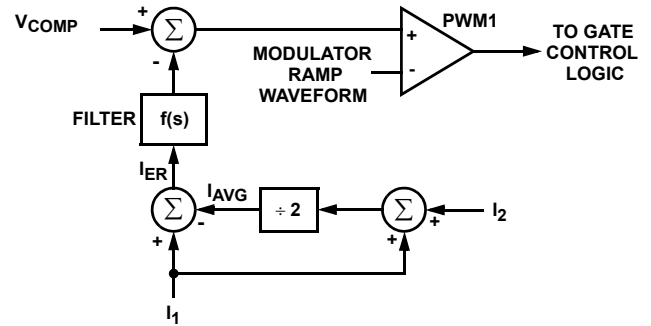 V_COMP
+
Σ
-
PWM1
+
-
MODULATOR
RAMP
WAVEFORM
TO GATE
CONTROL
LOGIC
FILTER
f(s)
I_ER
I_AVG
Σ
-
+
÷ 2
Σ
+
+
I_2
I_1